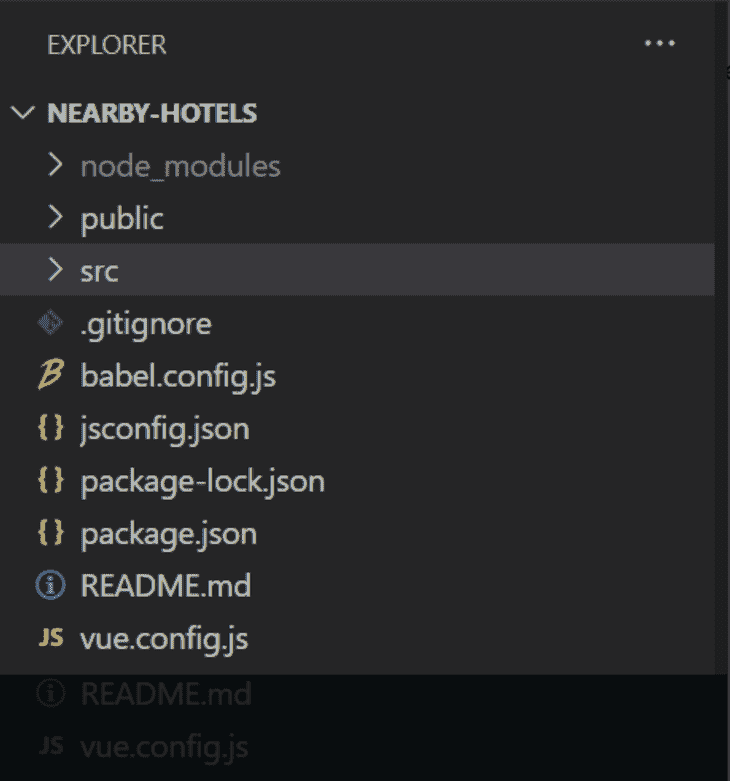 EXPLORER ...
NEARBY-HOTELS
node_modules
public
src
.gitignore
babel.config.js
{} jsconfig.json
{} package-lock.json
{} package.json
README.md
JS vue.config.js
README.md
JS vue.config.js